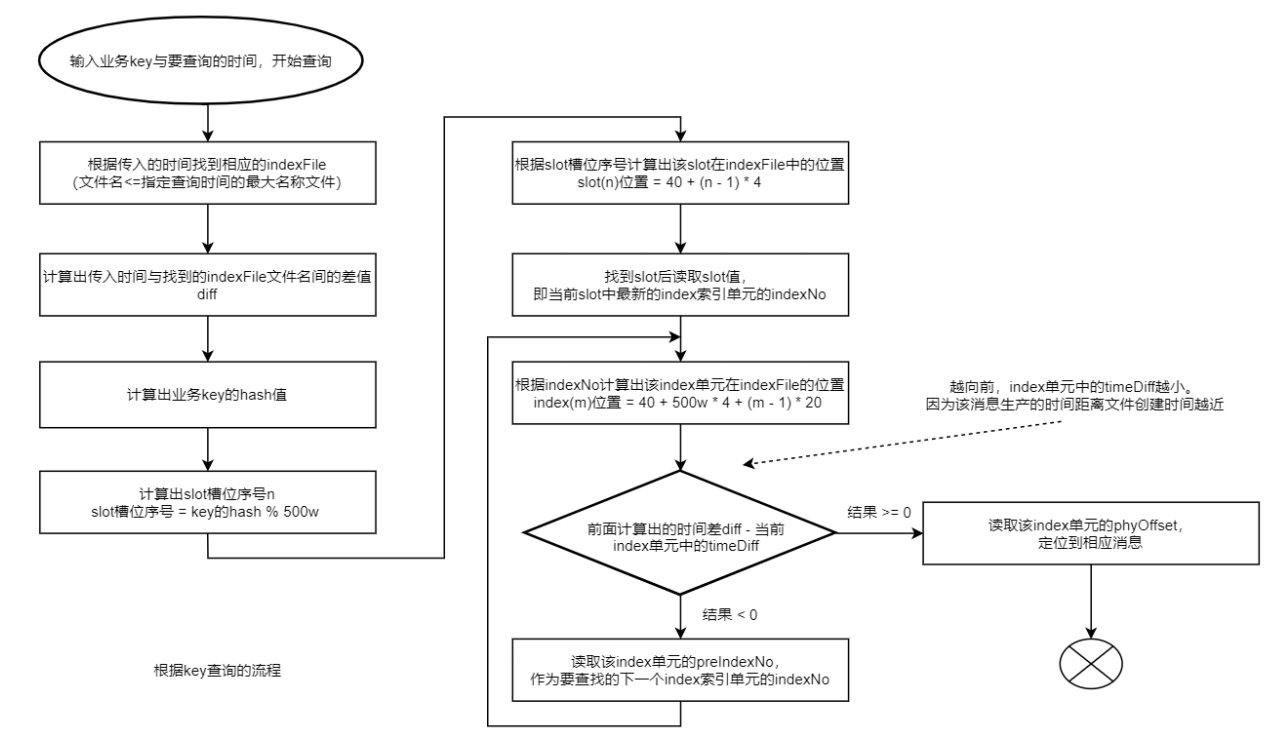 输入业务key与要查询的时间，开始查询
根据传入的时间找到相应的indexFile
(文件名<=指定查询时间的最大名称文件)
计算出传入时间与找到的indexFile文件名间的差值
diff
计算出业务key的hash值
计算出slot槽位序号n
slot槽位序号 = key的hash % 500w
根据slot槽位序号计算出该slot在indexFile中的位置
slot(n)位置 = 40 + (n - 1) * 4
找到slot后读取slot值，
即当前slot中最新的index索引单元的indexNo
根据indexNo计算出该index单元在indexFile的位置
index(m)位置 = 40 + 500w * 4 + (m - 1) * 20
越向前，index单元中的timeDiff越小。
因为该消息生产的时间距离文件创建时间越近
前面计算出的时间差diff - 当前
index单元中的timeDiff
结果 >= 0
读取该index单元的phyOffset，
定位到相应消息
结果 < 0
读取该index单元的preIndexNo，
作为要查找的下一个index索引单元的indexNo
根据key查询的流程